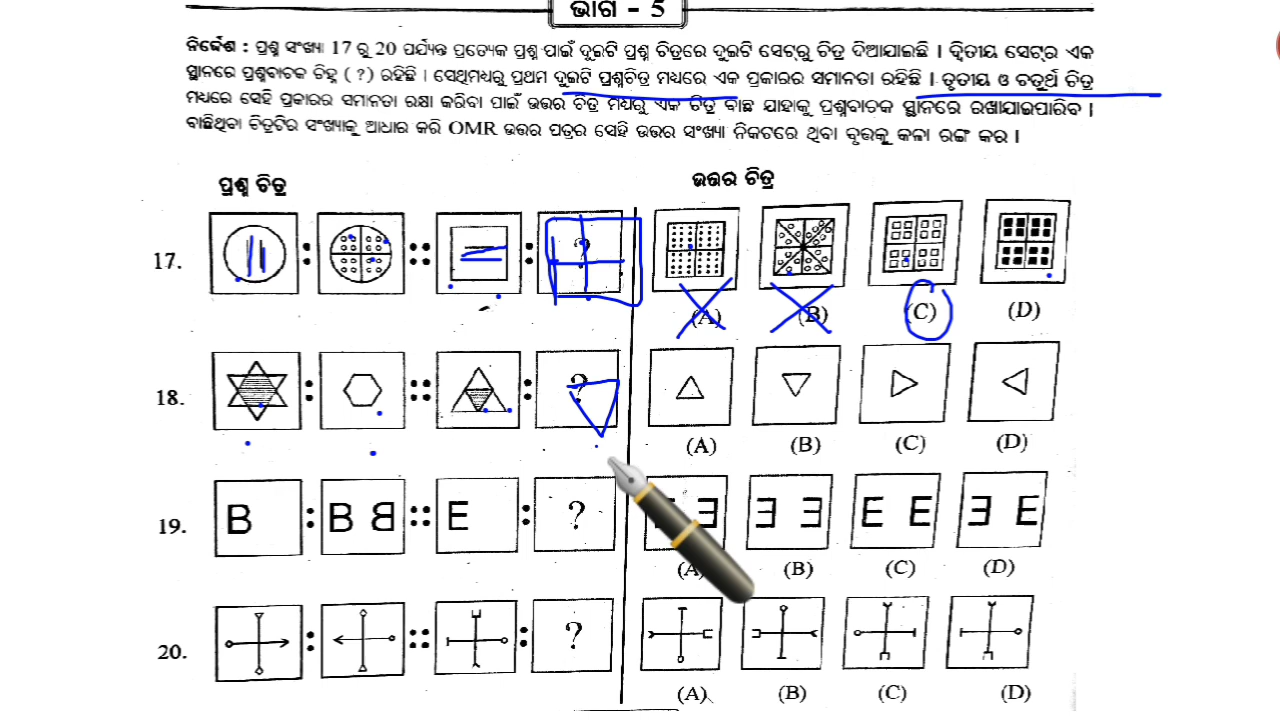 ଭାଗ - 5
ନିର୍ଦ୍ଦେଶ : ପ୍ରଶ୍ନ ସଂଖ୍ୟା 17 ରୁ 20 ପର୍ଯ୍ୟନ୍ତ ପ୍ରତ୍ୟେକ ପ୍ରଶ୍ନ ପାଇଁ ଦୁଇଟି ପ୍ରଶ୍ନ ଚିତ୍ରରେ ଦୁଇଟି ସେଟ୍‌ରୁ ଚିତ୍ର ଦିଆଯାଇଛି । ଦ୍ୱିତୀୟ ସେଟ୍‌ର ଏକ
ସ୍ଥାନରେ ପ୍ରଶ୍ନବାଚକ ଚିହ୍ନ ( ? ) ରହିଛି । ସେଥିମଧ୍ୟରୁ ପ୍ରଥମ ଦୁଇଟି ପ୍ରଶ୍ନଚିତ୍ର ମଧ୍ୟରେ ଏକ ପ୍ରକାରର ସମାନତା ରହିଛି । ତୃତୀୟ ଓ ଚତୁର୍ଥ ଚିତ୍ର
ମଧ୍ୟରେ ସେହି ପ୍ରକାରର ସମାନତା ରକ୍ଷା କରିବା ପାଇଁ ଉତ୍ତର ଚିତ୍ର ମଧ୍ୟରୁ ଏକ ଚିତ୍ର ବାଛ ଯାହାକୁ ପ୍ରଶ୍ନବାଚକ ସ୍ଥାନରେ ରଖାଯାଇପାରିବ ।
ବାଛିଥିବା ଚିତ୍ରଟିର ସଂଖ୍ୟାକୁ ଆଧାର କରି OMR ଉତ୍ତର ପତ୍ରର ସେହି ଉତ୍ତର ସଂଖ୍ୟା ନିକଟରେ ଥିବା ବୃତ୍ତକୁ କଳା ରଙ୍ଗ କର ।
ପ୍ରଶ୍ନ ଚିତ୍ର ଉତ୍ତର ଚିତ୍ର
17. : :: : ?
(A) (B) (C) (D)
18. : :: : ?
(A) (B) (C) (D)
19. B : B ᗺ :: E : ? Ǝ Ǝ Ǝ E E Ǝ E
(A) (B) (C) (D)
20. : :: : ?
(A) (B) (C) (D)